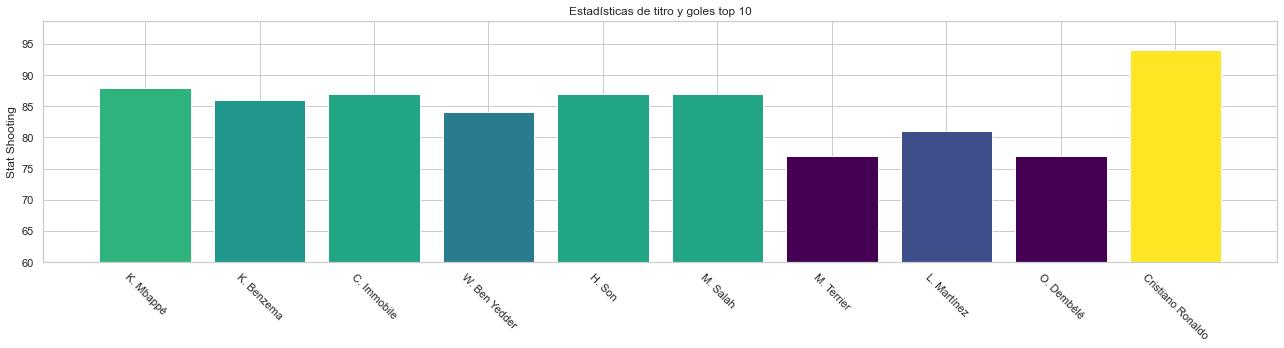 Estadísticas de titro y goles top 10
Stat Shooting
95
90
85
80
75
70
65
60
K. Mbappé
K. Benzema
C. Immobile
W. Ben Yedder
H. Son
M. Salah
M. Terrier
L. Martínez
O. Dembélé
Cristiano Ronaldo